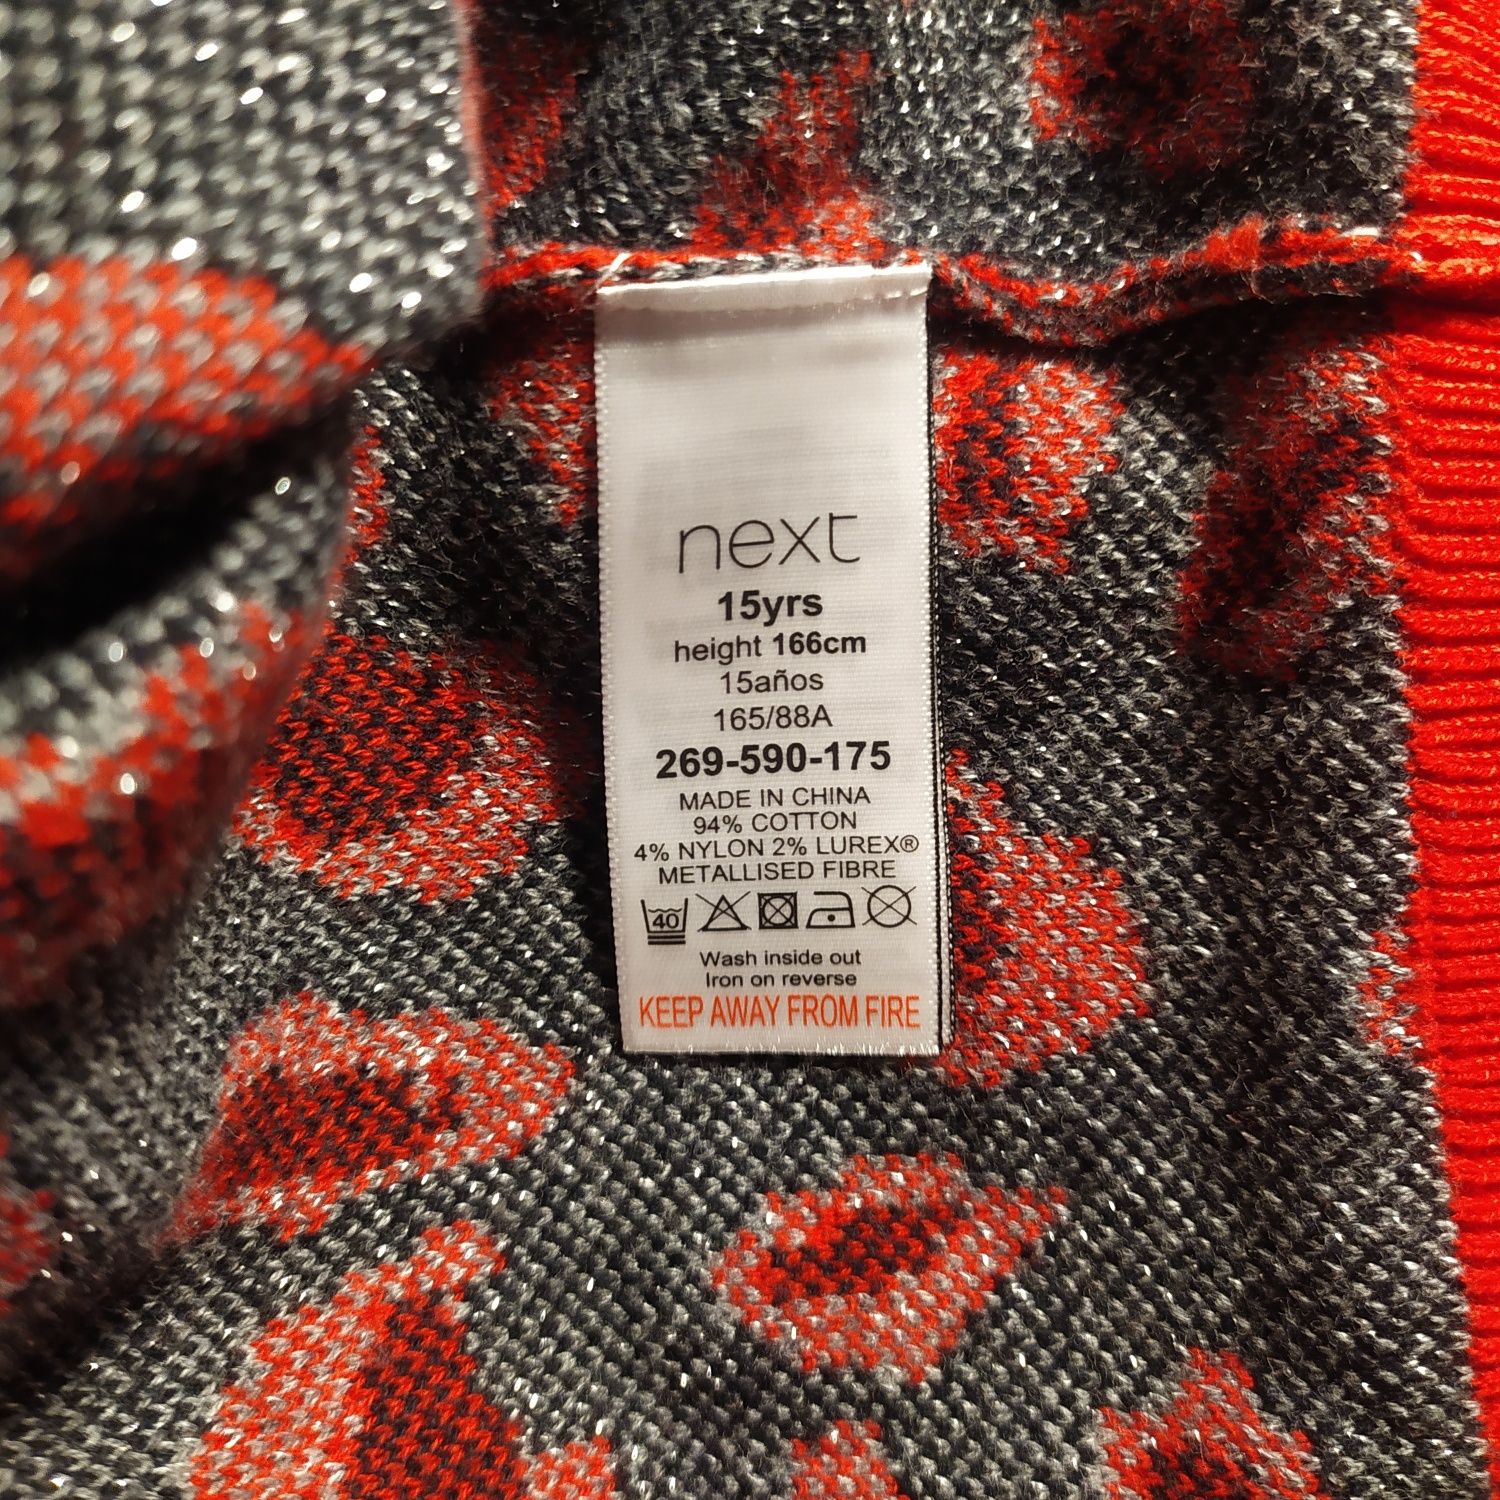 next
15yrs
height 166cm
15años
165/88A
269-590-175
MADE IN CHINA
94% COTTON
4% NYLON 2% LUREX®
METALLISED FIBRE
40
Wash inside out
Iron on reverse
KEEP AWAY FROM FIRE